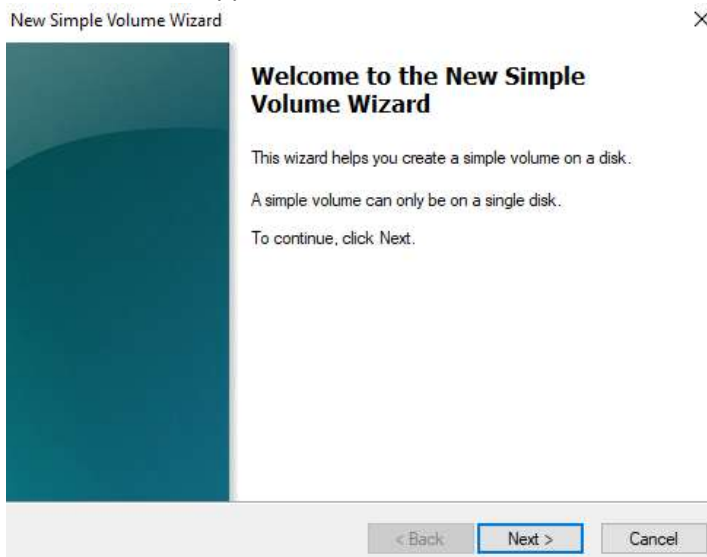 New Simple Volume Wizard
Welcome to the New Simple
Volume Wizard
This wizard helps you create a simple volume on a disk.
A simple volume can only be on a single disk.
To continue, click Next.
< Back Next > Cancel